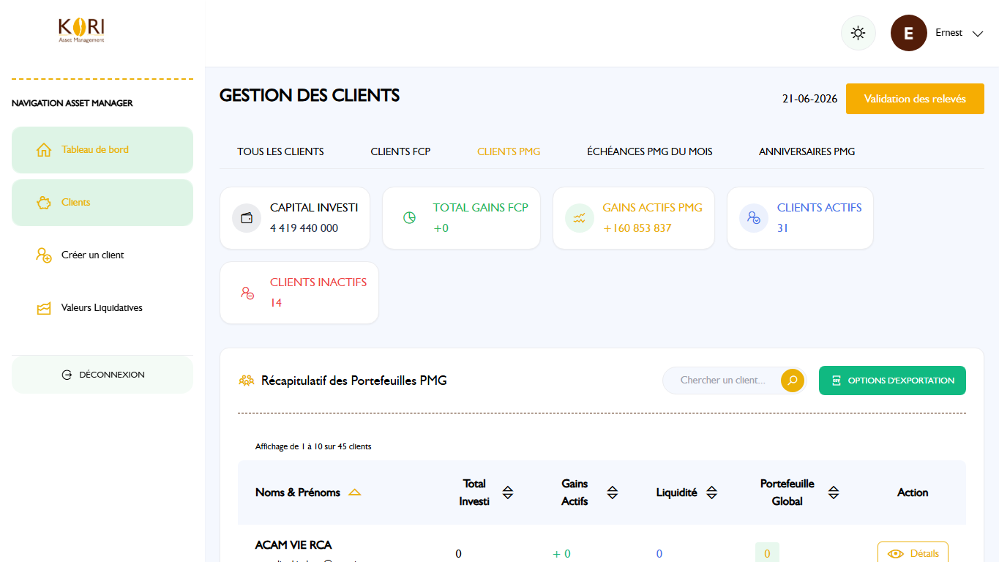 KORI
Asset Management
Ernest
NAVIGATION ASSET MANAGER
Tableau de bord
Clients
Créer un client
Valeurs Liquidatives
DÉCONNEXION
GESTION DES CLIENTS
21-06-2026
Validation des relevés
TOUS LES CLIENTS
CLIENTS FCP
CLIENTS PMG
ÉCHÉANCES PMG DU MOIS
ANNIVERSAIRES PMG
CAPITAL INVESTI
4 419 440 000
TOTAL GAINS FCP
+0
GAINS ACTIFS PMG
+160 853 837
CLIENTS ACTIFS
31
CLIENTS INACTIFS
14
Récapitulatif des Portefeuilles PMG
Chercher un client...
OPTIONS D'EXPORTATION
Affichage de 1 à 10 sur 45 clients
Noms & Prénoms
Total
Investi
Gains
Actifs
Liquidité
Portefeuille
Global
Action
ACAM VIE RCA
0
+ 0
0
0
Détails